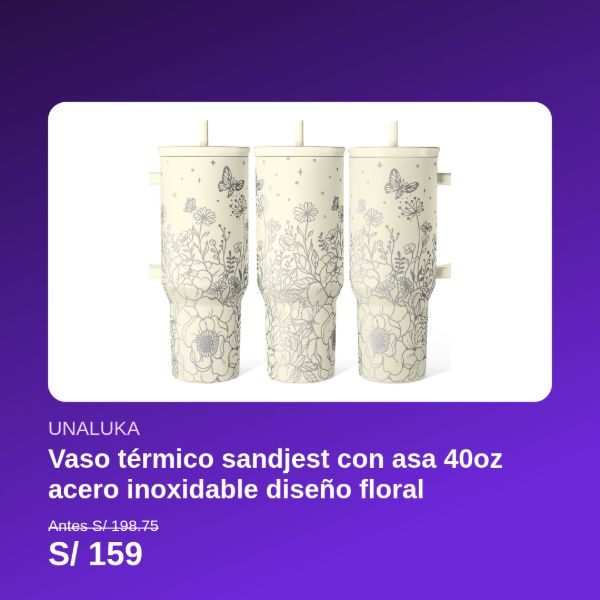 UNALUKA
Vaso térmico sandjest con asa 40oz
acero inoxidable diseño floral
Antes S/ 198.75
S/ 159